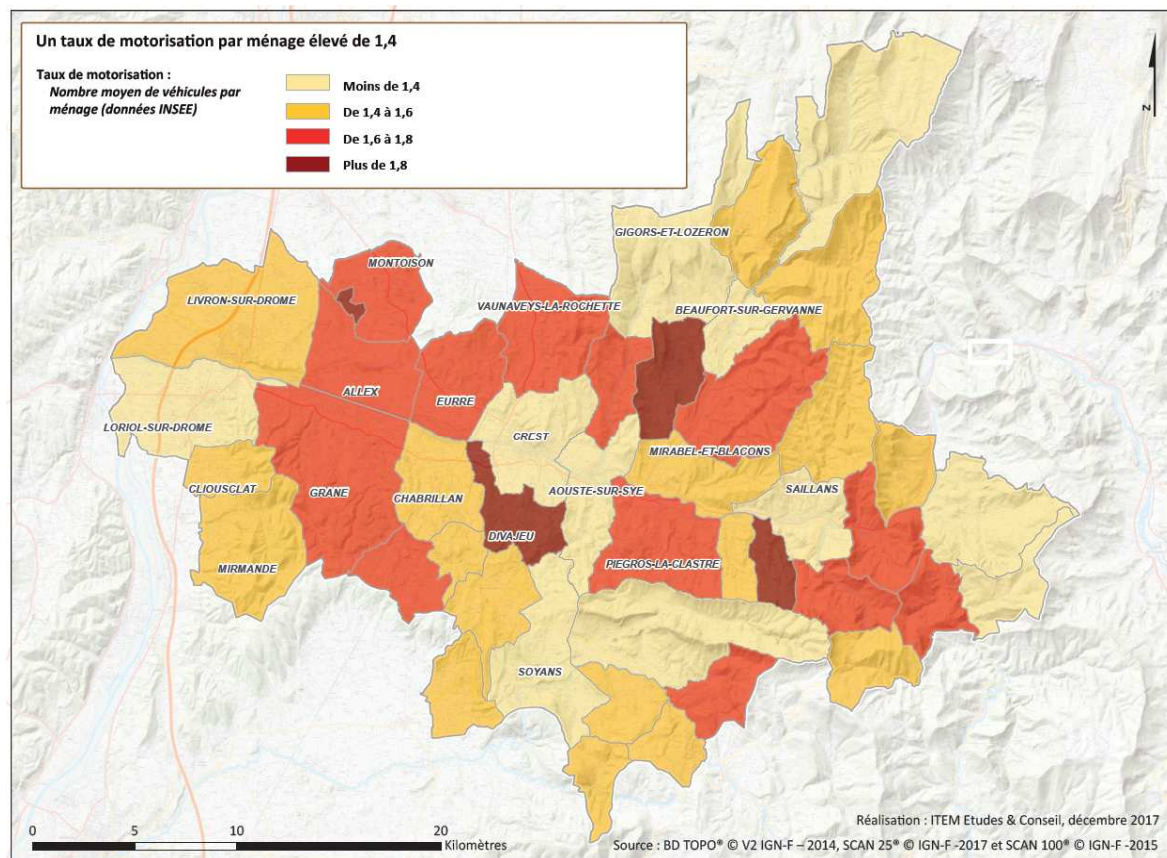 Un taux de motorisation par ménage élevé de 1,4
Taux de motorisation :
Nombre moyen de véhicules par
ménage (données INSEE)
Moins de 1,4
De 1,4 à 1,6
De 1,6 à 1,8
Plus de 1,8
N
GIGORS-ET-LOZERON
MONTOISON
LIVRON-SUR-DROME
VAUNAVEYS-LA-ROCHETTE
BEAUFORT-SUR-GERVANNE
ALLEX
EURRE
LORIOL-SUR-DROME
CREST
MIRABEL-ET-BLACONS
CLIOUSCLAT
GRANE
CHABRILLAN
AOUSTE-SUR-SYE
SAILLANS
DIVAJEU
MIRMANDE
PIEGROS-LA-CLASTRE
SOYANS
0 5 10 20
Kilomètres
Réalisation : ITEM Etudes & Conseil, décembre 2017
Source : BD TOPO® © V2 IGN-F – 2014, SCAN 25® © IGN-F -2017 et SCAN 100® © IGN-F -2015